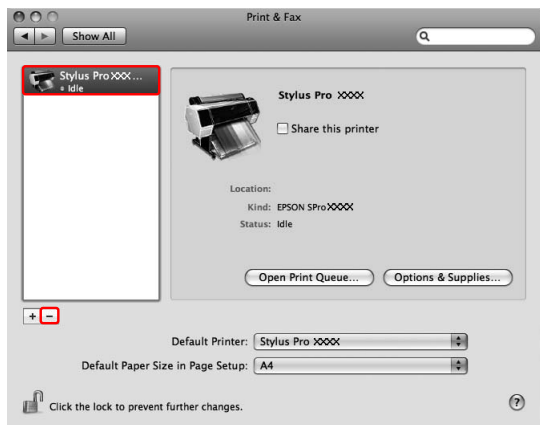 Print & Fax
Show All
Stylus Pro XXX ...
Idle
Stylus Pro XXXX
Share this printer
Location:
Kind: EPSON SPro XXXX
Status: Idle
Open Print Queue... Options & Supplies...
+ −
Default Printer: Stylus Pro XXXX
Default Paper Size in Page Setup: A4
Click the lock to prevent further changes. ?